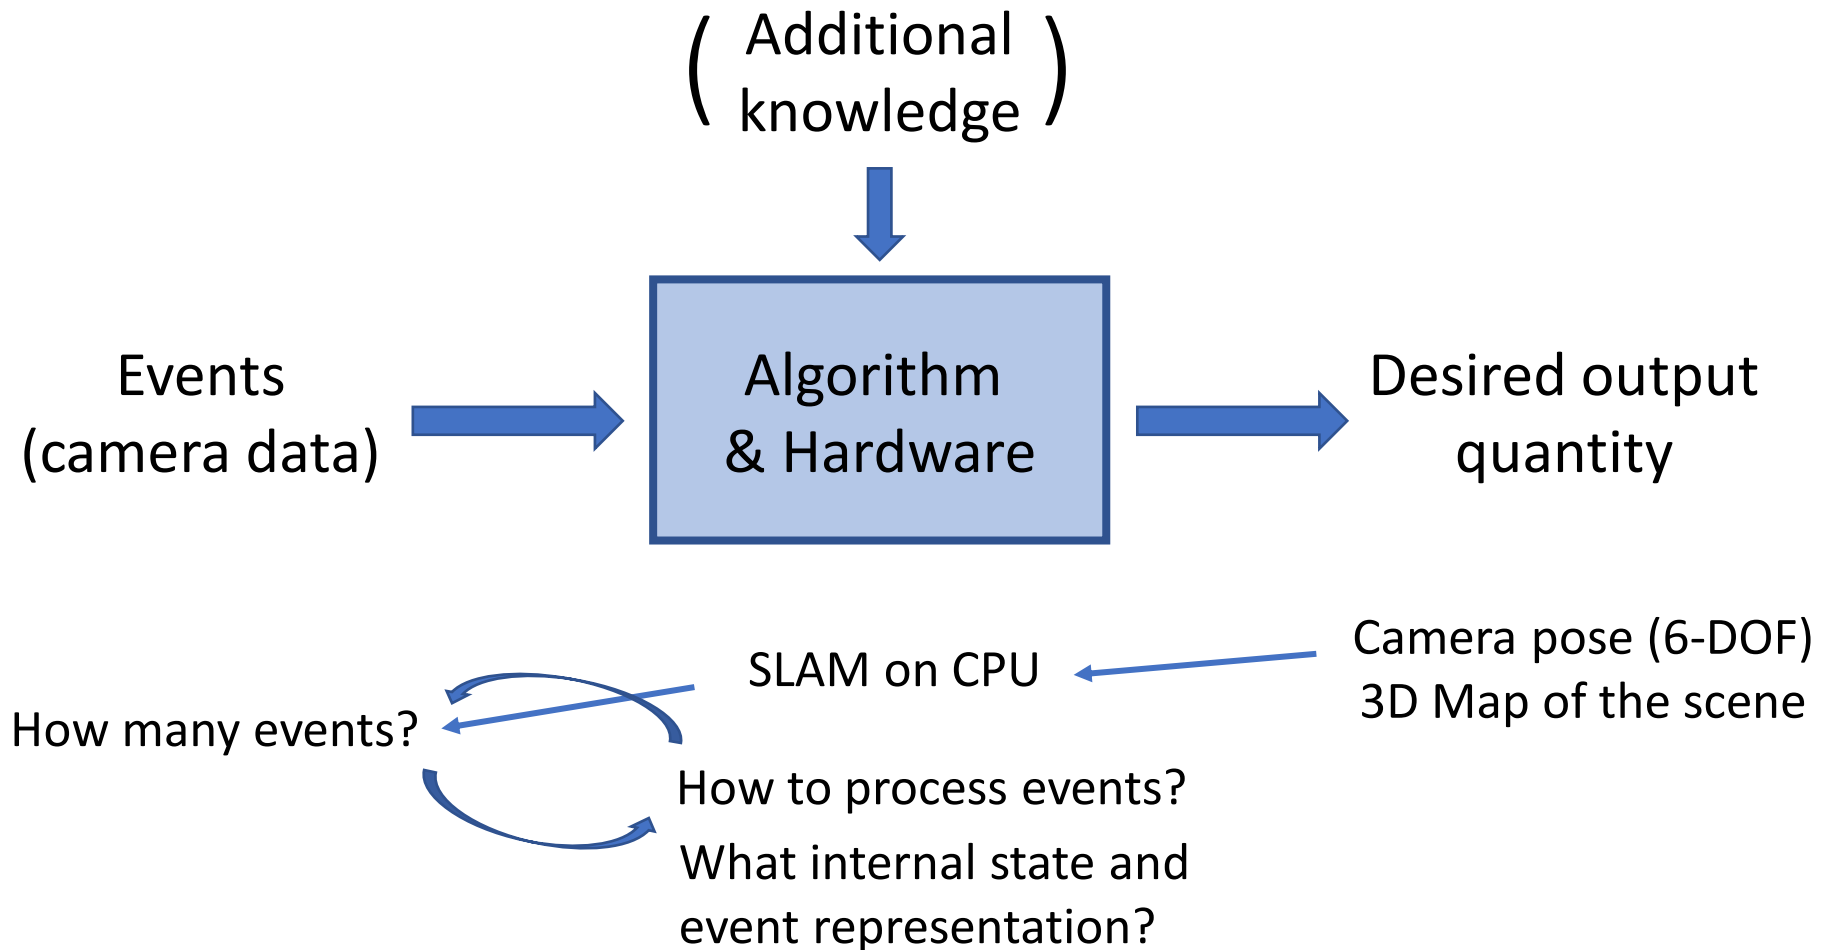 ( Additional
knowledge )
Events
(camera data)
Algorithm
& Hardware
Desired output
quantity
Camera pose (6-DOF)
3D Map of the scene
SLAM on CPU
How many events?
How to process events?
What internal state and
event representation?